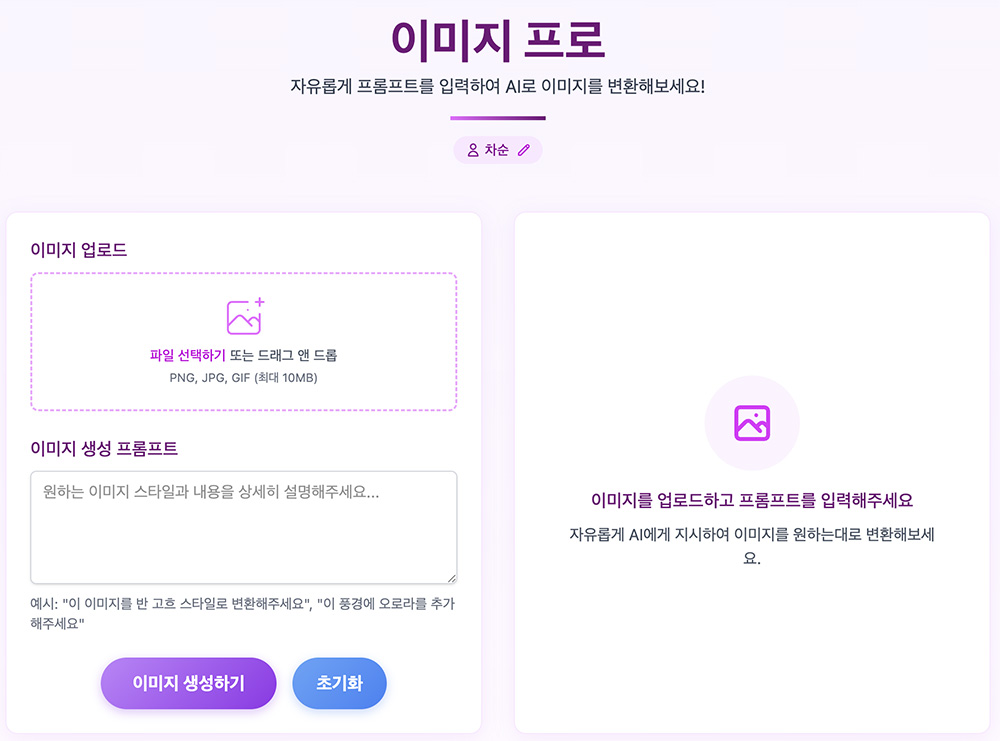 이미지 프로
자유롭게 프롬프트를 입력하여 AI로 이미지를 변환해보세요!
차순
이미지 업로드
파일 선택하기 또는 드래그 앤 드롭
PNG, JPG, GIF (최대 10MB)
이미지 생성 프롬프트
원하는 이미지 스타일과 내용을 상세히 설명해주세요...
예시: "이 이미지를 반 고흐 스타일로 변환해주세요", "이 풍경에 오로라를 추가
해주세요"
이미지 생성하기
초기화
이미지를 업로드하고 프롬프트를 입력해주세요
자유롭게 AI에게 지시하여 이미지를 원하는대로 변환해보세
요.